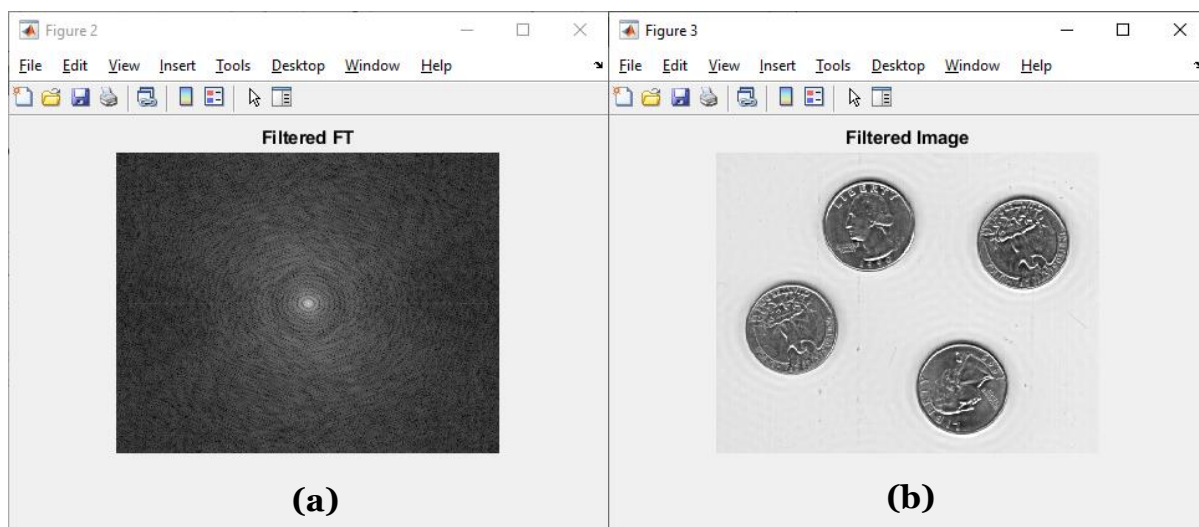 Figure 2
File Edit View Insert Tools Desktop Window Help
Filtered FT
(a)
Figure 3
File Edit View Insert Tools Desktop Window Help
Filtered Image
LIBERTY
(b)